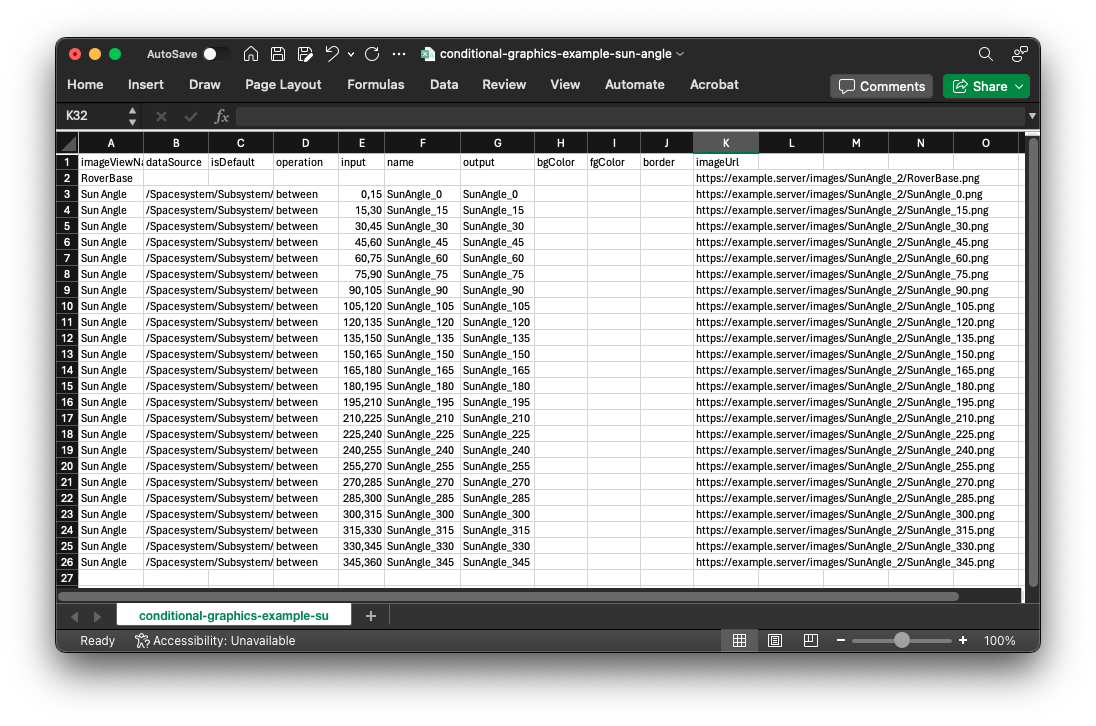 AutoSave conditional-graphics-example-sun-angle
Home Insert Draw Page Layout Formulas Data Review View Automate Acrobat Comments Share
K32 fx
A B C D E F G H I J K L M N O
1 imageViewNa dataSource isDefault operation input name output bgColor fgColor border imageUrl
2 RoverBase https://example.server/images/SunAngle_2/RoverBase.png
3 Sun Angle /Spacesystem/Subsystem/ between 0,15 SunAngle_0 SunAngle_0 https://example.server/images/SunAngle_2/SunAngle_0.png
4 Sun Angle /Spacesystem/Subsystem/ between 15,30 SunAngle_15 SunAngle_15 https://example.server/images/SunAngle_2/SunAngle_15.png
5 Sun Angle /Spacesystem/Subsystem/ between 30,45 SunAngle_30 SunAngle_30 https://example.server/images/SunAngle_2/SunAngle_30.png
6 Sun Angle /Spacesystem/Subsystem/ between 45,60 SunAngle_45 SunAngle_45 https://example.server/images/SunAngle_2/SunAngle_45.png
7 Sun Angle /Spacesystem/Subsystem/ between 60,75 SunAngle_60 SunAngle_60 https://example.server/images/SunAngle_2/SunAngle_60.png
8 Sun Angle /Spacesystem/Subsystem/ between 75,90 SunAngle_75 SunAngle_75 https://example.server/images/SunAngle_2/SunAngle_75.png
9 Sun Angle /Spacesystem/Subsystem/ between 90,105 SunAngle_90 SunAngle_90 https://example.server/images/SunAngle_2/SunAngle_90.png
10 Sun Angle /Spacesystem/Subsystem/ between 105,120 SunAngle_105 SunAngle_105 https://example.server/images/SunAngle_2/SunAngle_105.png
11 Sun Angle /Spacesystem/Subsystem/ between 120,135 SunAngle_120 SunAngle_120 https://example.server/images/SunAngle_2/SunAngle_120.png
12 Sun Angle /Spacesystem/Subsystem/ between 135,150 SunAngle_135 SunAngle_135 https://example.server/images/SunAngle_2/SunAngle_135.png
13 Sun Angle /Spacesystem/Subsystem/ between 150,165 SunAngle_150 SunAngle_150 https://example.server/images/SunAngle_2/SunAngle_150.png
14 Sun Angle /Spacesystem/Subsystem/ between 165,180 SunAngle_165 SunAngle_165 https://example.server/images/SunAngle_2/SunAngle_165.png
15 Sun Angle /Spacesystem/Subsystem/ between 180,195 SunAngle_180 SunAngle_180 https://example.server/images/SunAngle_2/SunAngle_180.png
16 Sun Angle /Spacesystem/Subsystem/ between 195,210 SunAngle_195 SunAngle_195 https://example.server/images/SunAngle_2/SunAngle_195.png
17 Sun Angle /Spacesystem/Subsystem/ between 210,225 SunAngle_210 SunAngle_210 https://example.server/images/SunAngle_2/SunAngle_210.png
18 Sun Angle /Spacesystem/Subsystem/ between 225,240 SunAngle_225 SunAngle_225 https://example.server/images/SunAngle_2/SunAngle_225.png
19 Sun Angle /Spacesystem/Subsystem/ between 240,255 SunAngle_240 SunAngle_240 https://example.server/images/SunAngle_2/SunAngle_240.png
20 Sun Angle /Spacesystem/Subsystem/ between 255,270 SunAngle_255 SunAngle_255 https://example.server/images/SunAngle_2/SunAngle_255.png
21 Sun Angle /Spacesystem/Subsystem/ between 270,285 SunAngle_270 SunAngle_270 https://example.server/images/SunAngle_2/SunAngle_270.png
22 Sun Angle /Spacesystem/Subsystem/ between 285,300 SunAngle_285 SunAngle_285 https://example.server/images/SunAngle_2/SunAngle_285.png
23 Sun Angle /Spacesystem/Subsystem/ between 300,315 SunAngle_300 SunAngle_300 https://example.server/images/SunAngle_2/SunAngle_300.png
24 Sun Angle /Spacesystem/Subsystem/ between 315,330 SunAngle_315 SunAngle_315 https://example.server/images/SunAngle_2/SunAngle_315.png
25 Sun Angle /Spacesystem/Subsystem/ between 330,345 SunAngle_330 SunAngle_330 https://example.server/images/SunAngle_2/SunAngle_330.png
26 Sun Angle /Spacesystem/Subsystem/ between 345,360 SunAngle_345 SunAngle_345 https://example.server/images/SunAngle_2/SunAngle_345.png
27
conditional-graphics-example-su +
Ready Accessibility: Unavailable 100%